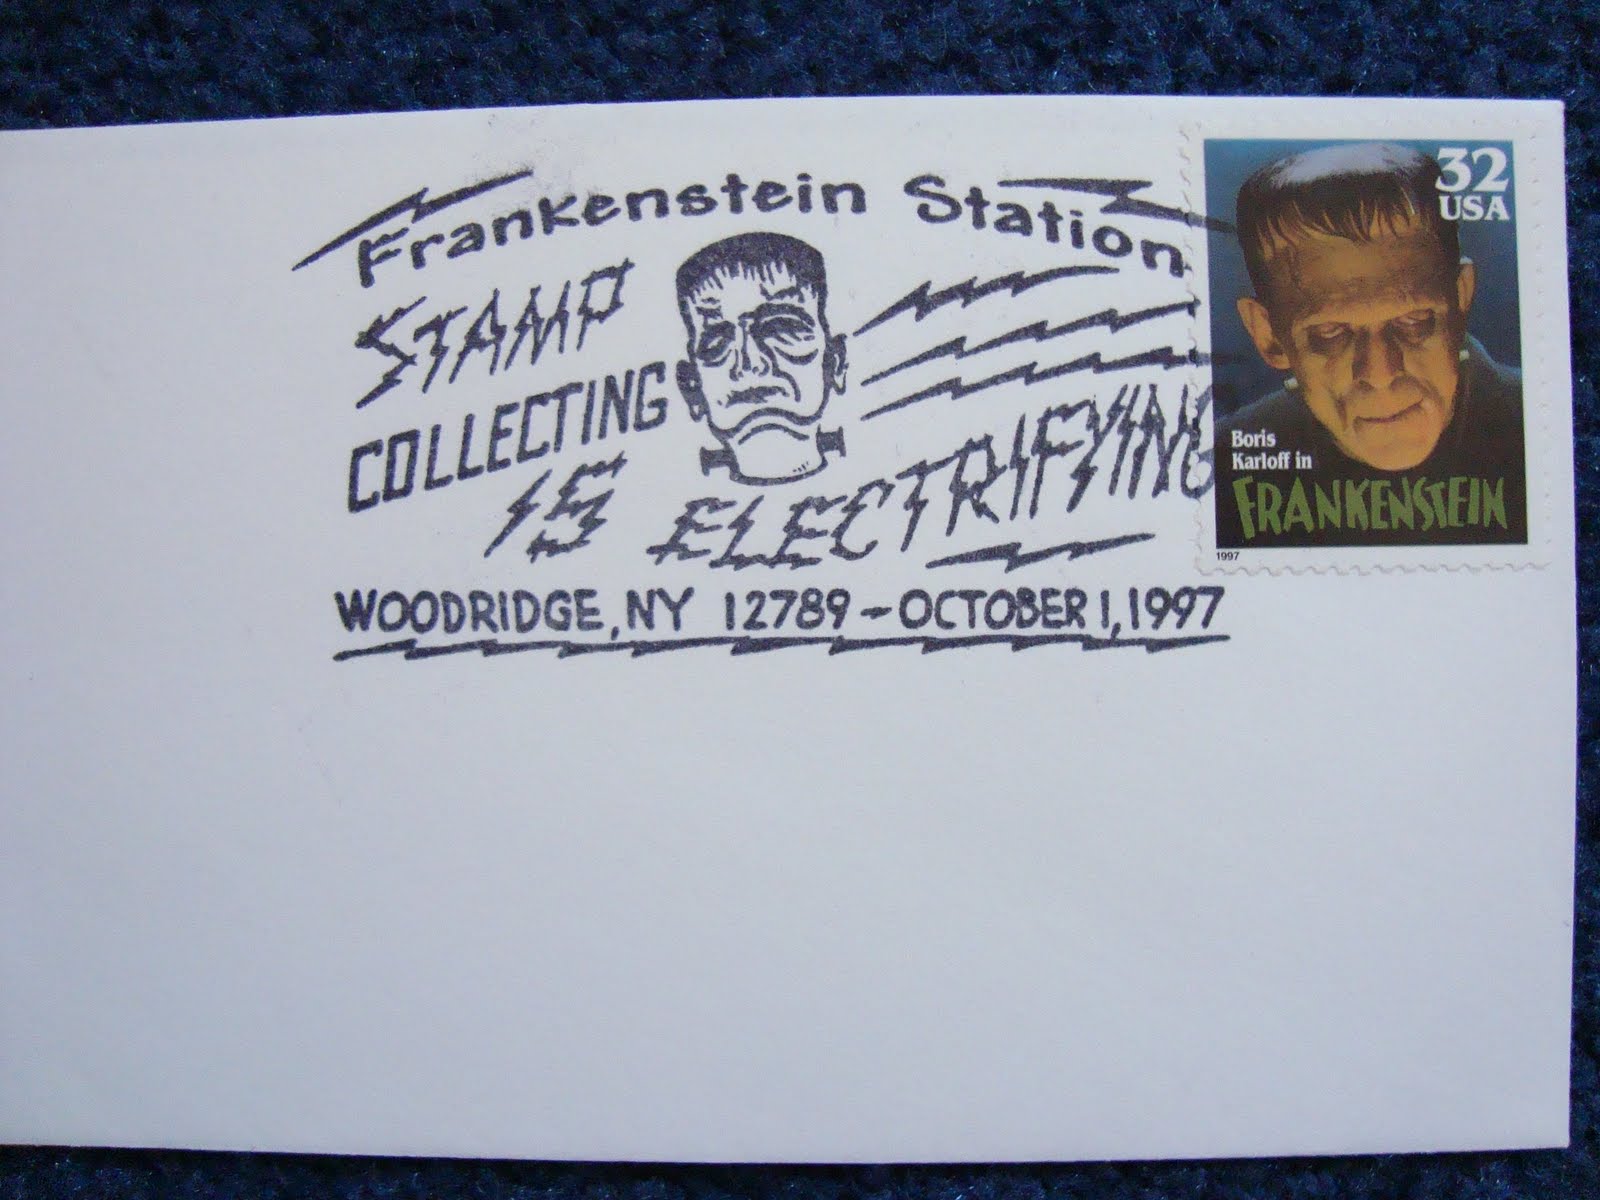 Frankenstein Station
STAMP
COLLECTING
IS ELECTRIFYING
WOODRIDGE, NY 12789 - OCTOBER 1, 1997
32
USA
Boris
Karloff in
FRANKENSTEIN
1997